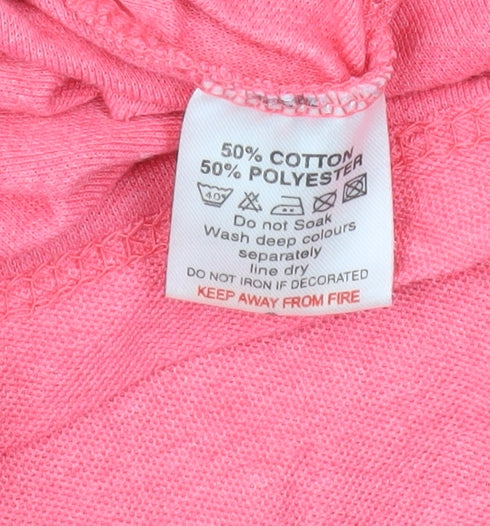 50% COTTON
50% POLYESTER
40°
Do not Soak
Wash deep colours
separately
line dry
DO NOT IRON IF DECORATED
KEEP AWAY FROM FIRE